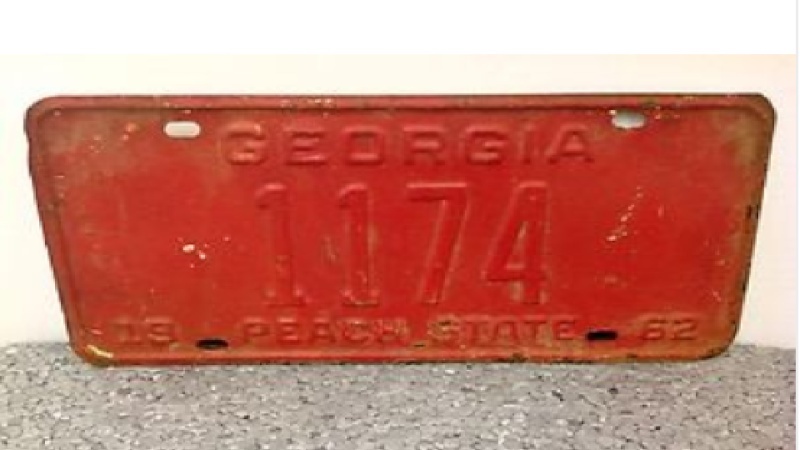 GEORGIA
1174
19 PEACH STATE 62